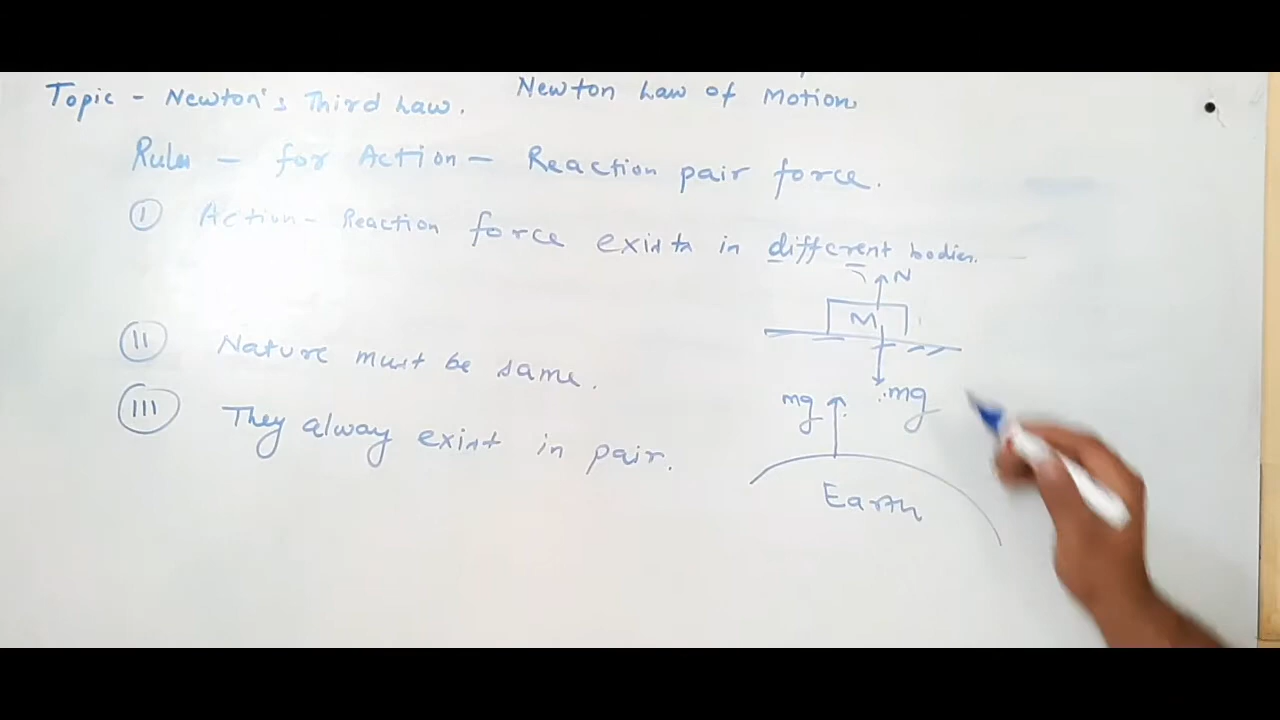 Topic - Newton's Third Law.
Newton Law of Motion
Rules - for Action - Reaction pair force.
I Action - Reaction force exists in different bodies.
N
M
II Nature must be same.
mg
mg
III They alway exist in pair.
Earth